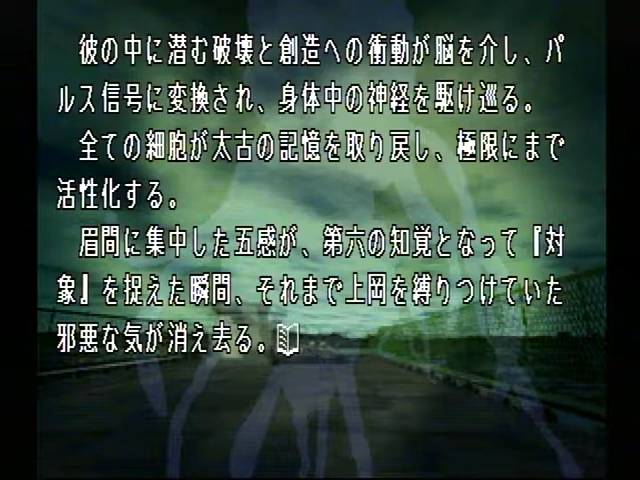 彼の中に潜む破壊と創造への衝動が脳を介し、パ
ルス信号に変換され、身体中の神経を駆け巡る。
全ての細胞が太古の記憶を取り戻し、極限にまで
活性化する。
眉間に集中した五感が、第六の知覚となって『対
象』を捉えた瞬間、それまで上岡を縛りつけていた
邪悪な気が消え去る。